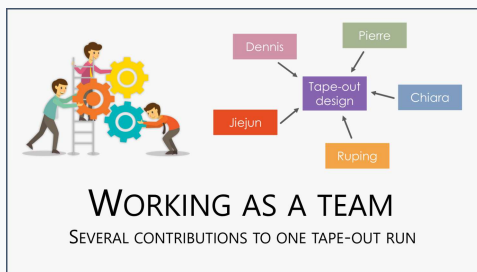 Pierre
Dennis
Tape-out
design
Chiara
Jiejun
Ruping
WORKING AS A TEAM
SEVERAL CONTRIBUTIONS TO ONE TAPE-OUT RUN